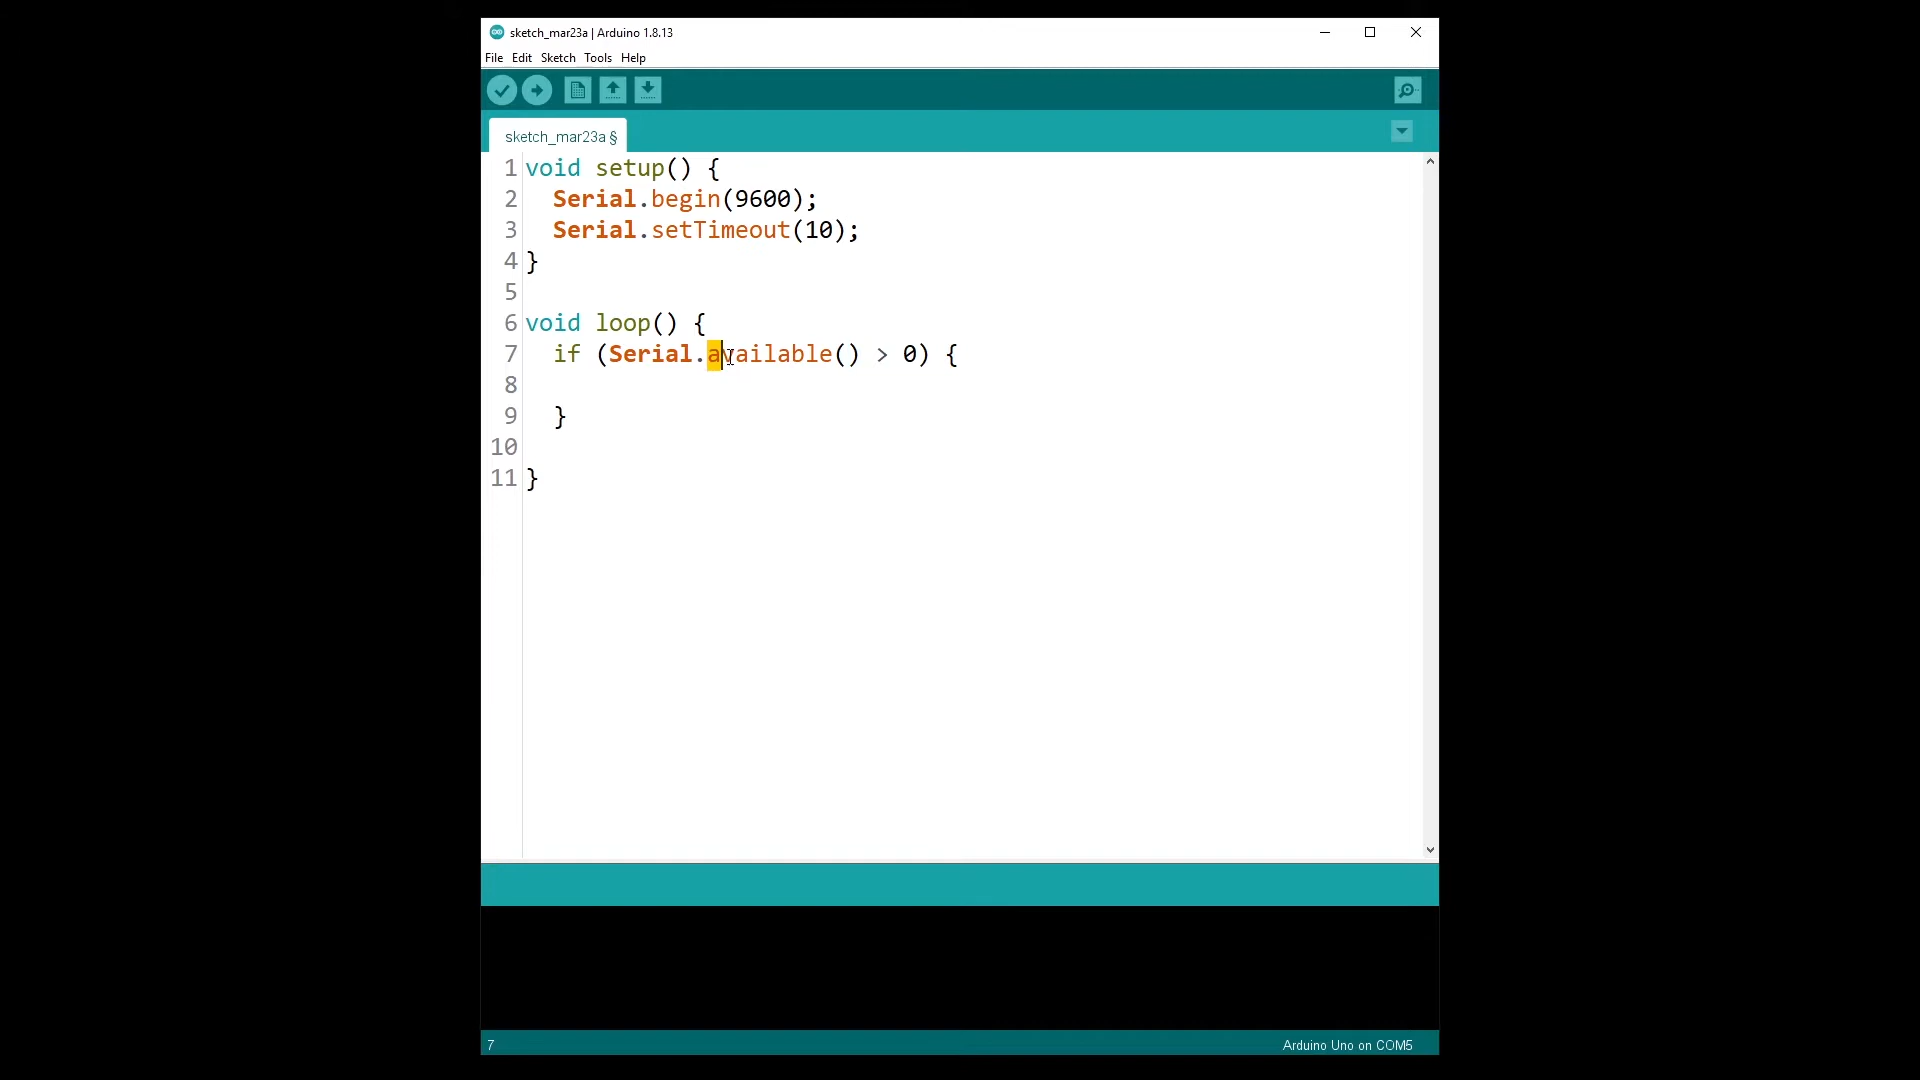 sketch_mar23a | Arduino 1.8.13
File Edit Sketch Tools Help
sketch_mar23a §
1 void setup() {
2   Serial.begin(9600);
3   Serial.setTimeout(10);
4 }
5
6 void loop() {
7   if (Serial.available() > 0) {
8
9   }
10
11 }
7 Arduino Uno on COM5